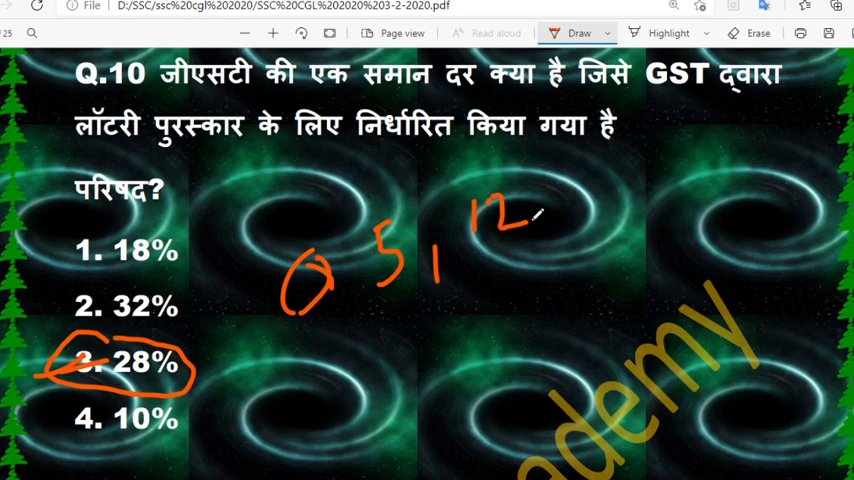 File D:/SSC/ssc%20cgl%202020/SSC%20CGL%202020%203-2-2020.pdf
/25 Page view Read aloud Draw Highlight Erase
Q.10 जीएसटी की एक समान दर क्या है जिसे GST द्वारा
लॉटरी पुरस्कार के लिए निर्धारित किया गया है
परिषद?
1. 18%
2. 32%
3. 28%
4. 10%
0 5 1 12
ademy